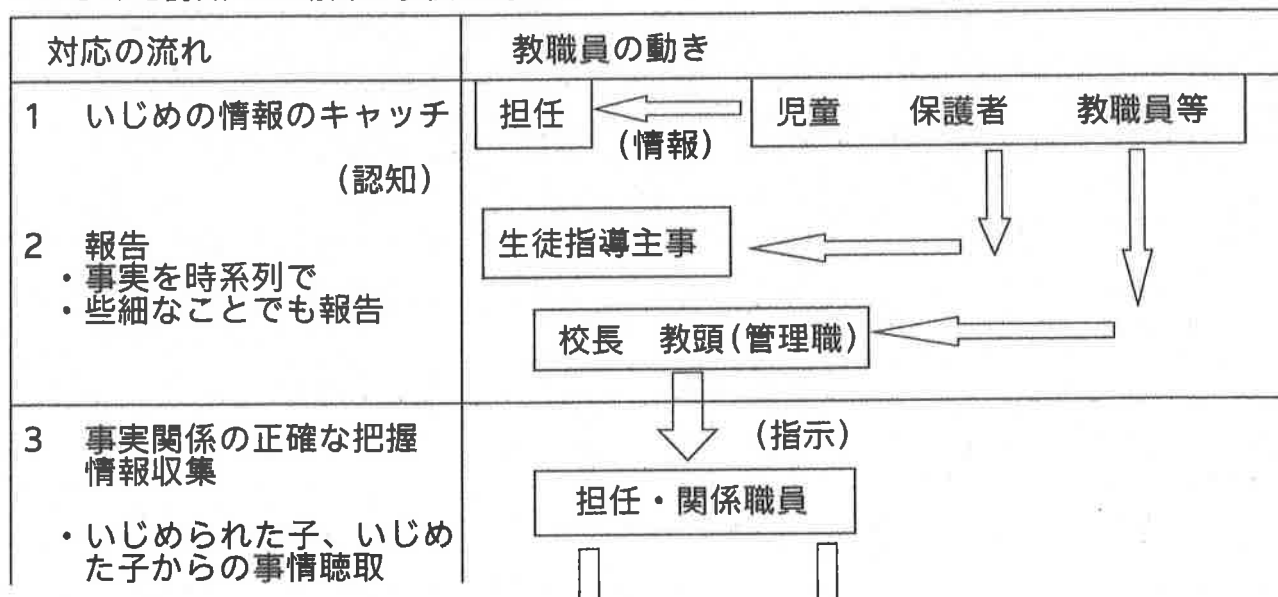 対応の流れ
教職員の動き
1 いじめの情報のキャッチ
(認知)
担任
(情報)
児童 保護者 教職員等
2 報告
・事実を時系列で
・些細なことでも報告
生徒指導主事
校長 教頭(管理職)
(指示)
3 事実関係の正確な把握
情報収集
・いじめられた子、いじめ
た子からの事情聴取
担任・関係職員